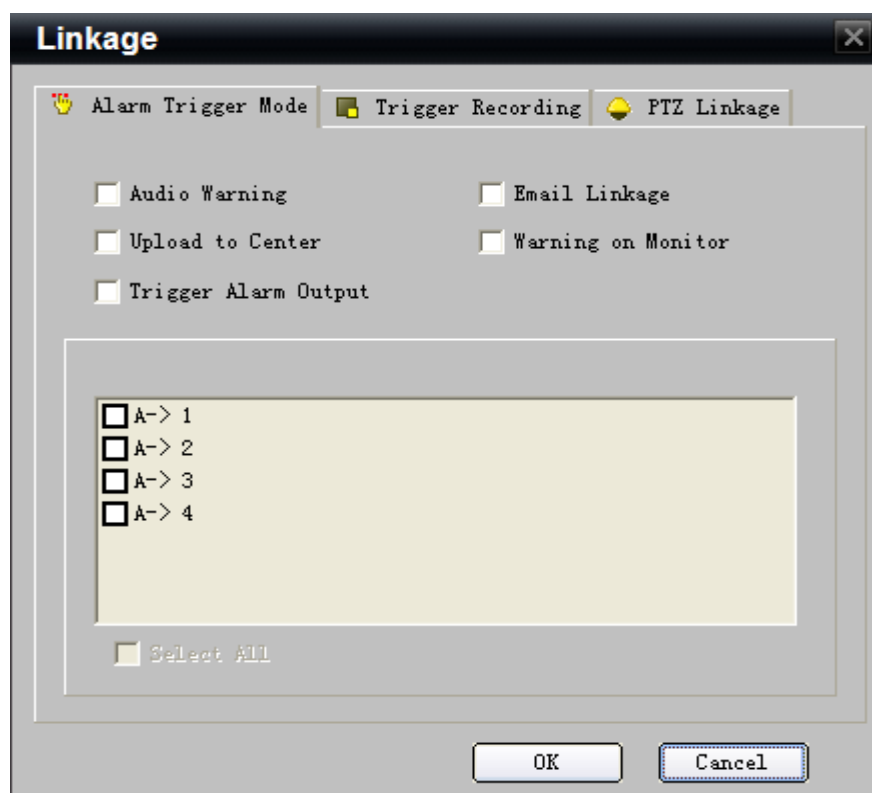 Linkage
Alarm Trigger Mode Trigger Recording PTZ Linkage
Audio Warning Email Linkage
Upload to Center Warning on Monitor
Trigger Alarm Output
A-> 1
A-> 2
A-> 3
A-> 4
Select All
OK Cancel